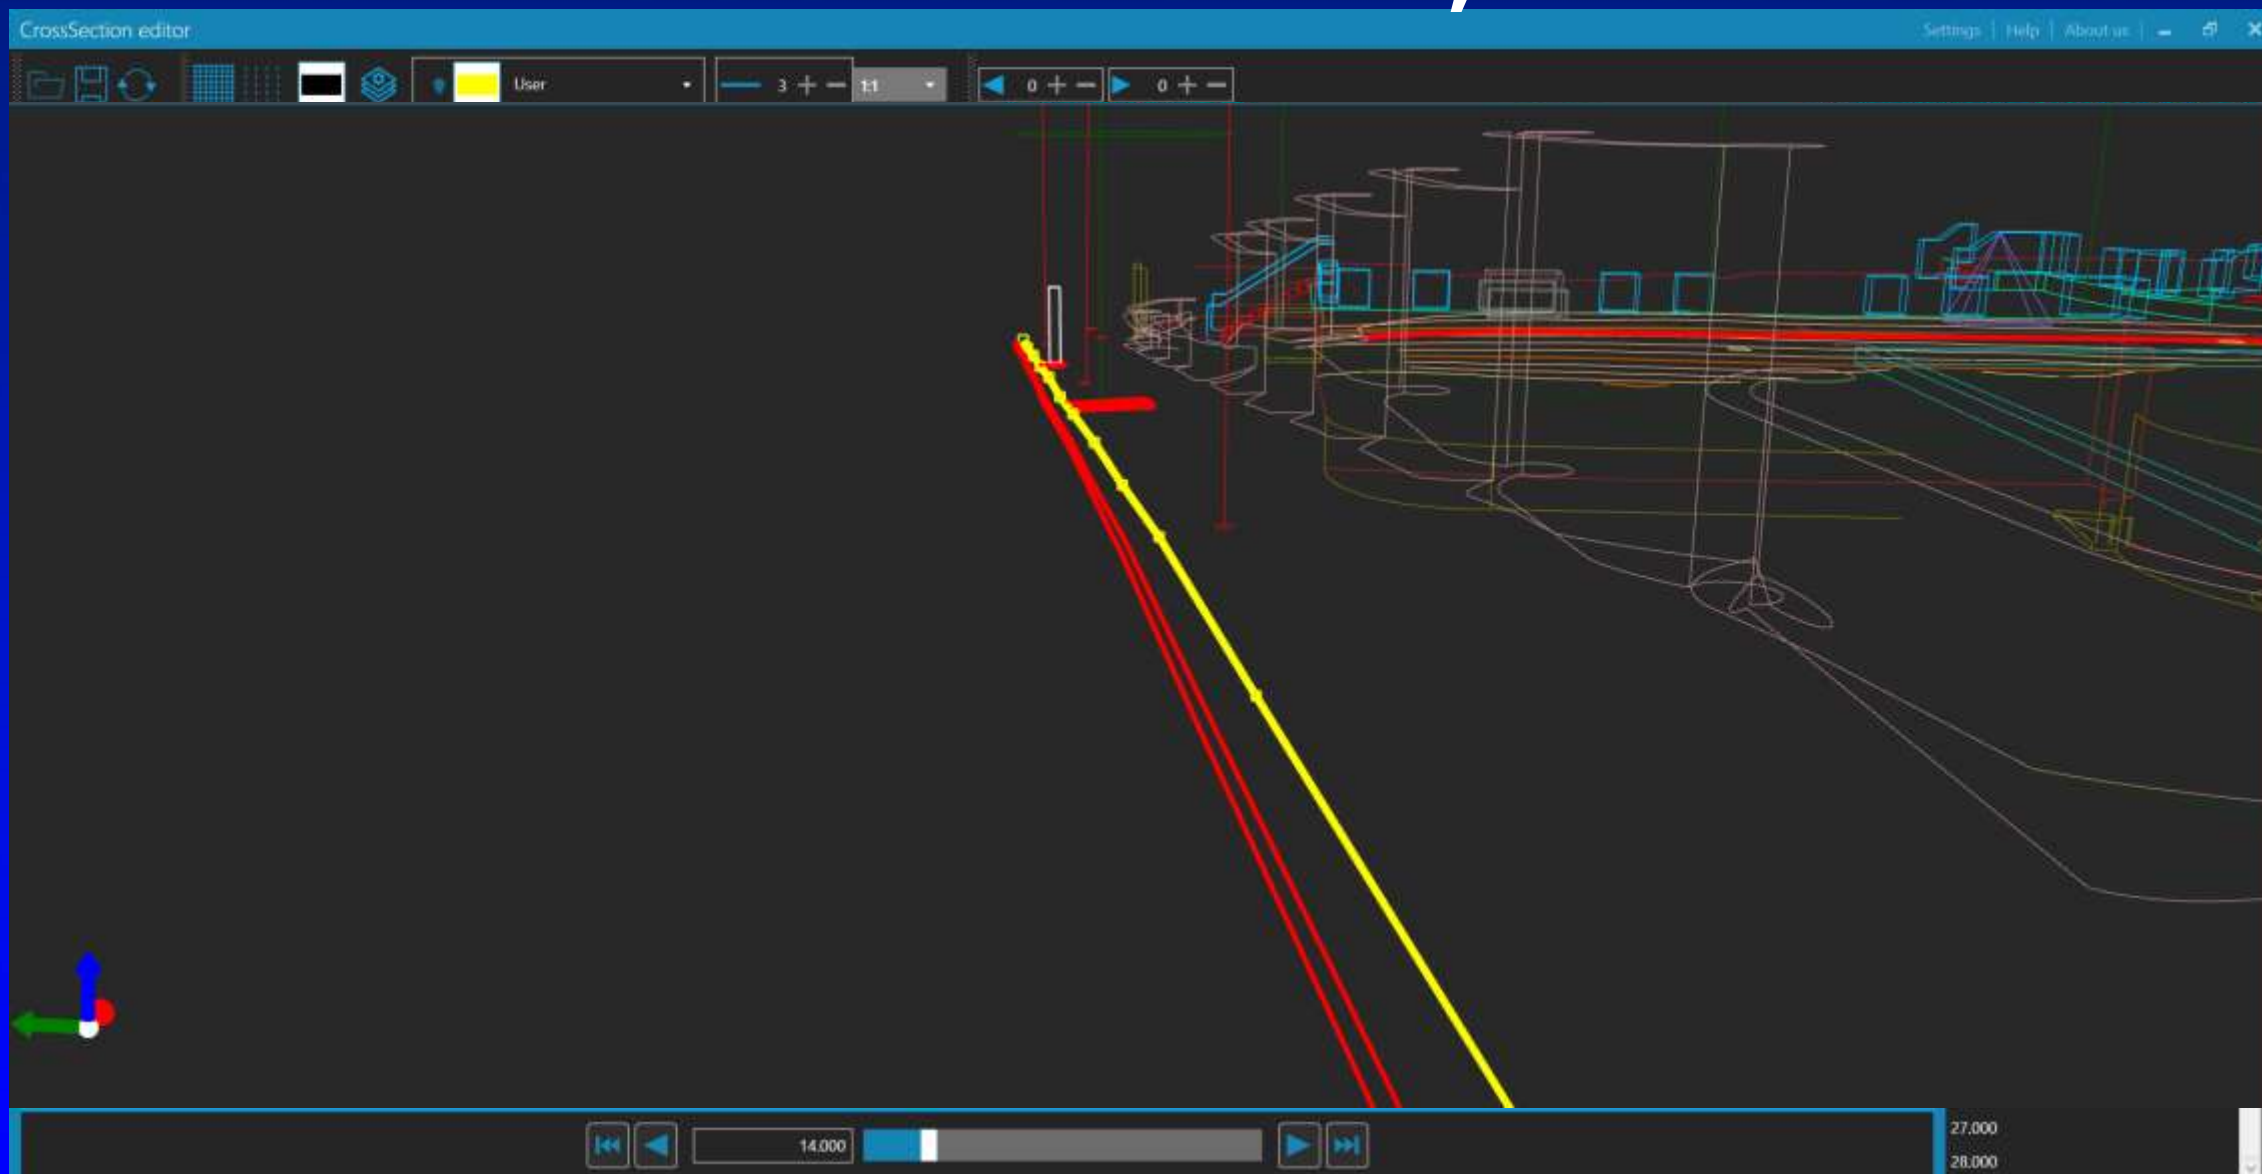 CrossSection editor
Settings | Help | About us
User
3
1:1
0
0
14.000
27.000
28.000